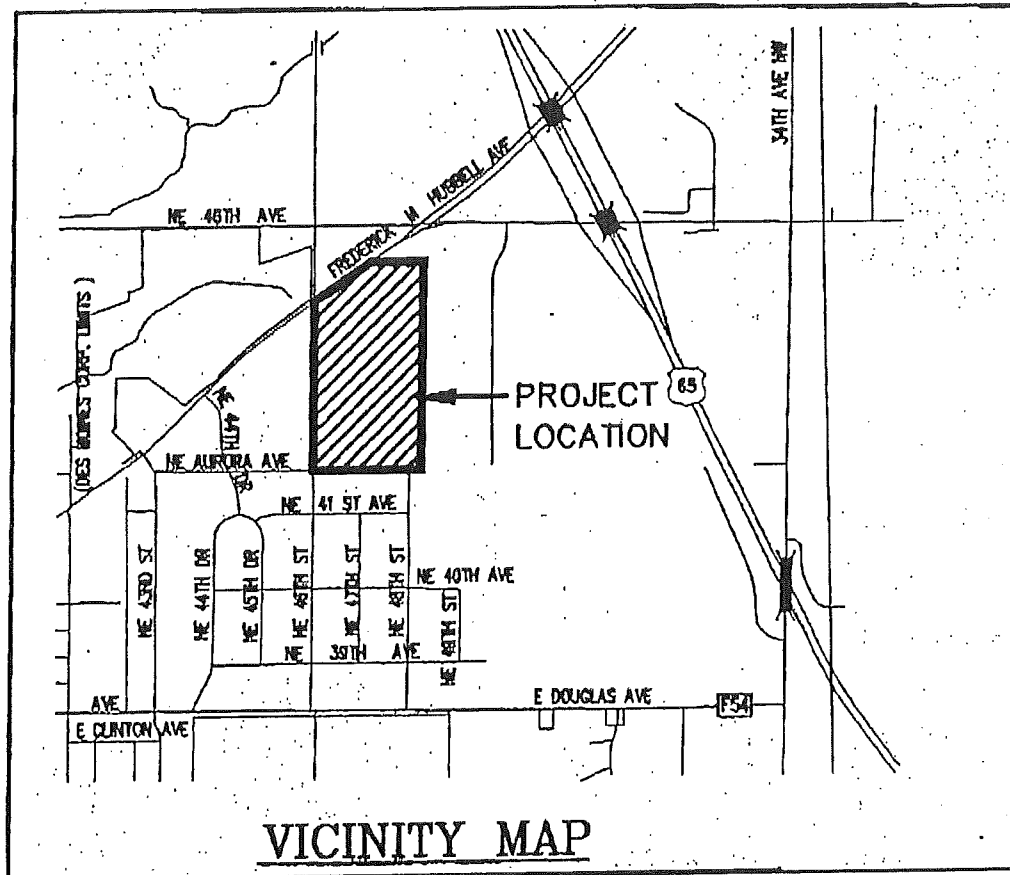 34TH AVE NW
FREDERICK M HUBBELL AVE
NE 46TH AVE
(DES MOINES CORP. LIMITS)
65
PROJECT
LOCATION
NE 44TH DR
NE AURORA AVE
NE 41 ST AVE
NE 43RD ST
NE 44TH DR
NE 45TH DR
NE 46TH ST
NE 47TH ST
NE 48TH ST
NE 40TH AVE
NE 49TH ST
NE 39TH AVE
E DOUGLAS AVE
F54
AVE
E CLINTON AVE
VICINITY MAP